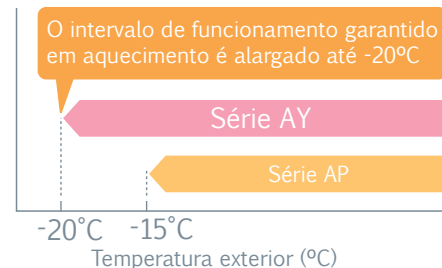 O intervalo de funcionamento garantido
em aquecimento é alargado até -20ºC
Série AY
Série AP
-20°C -15°C
Temperatura exterior (ºC)